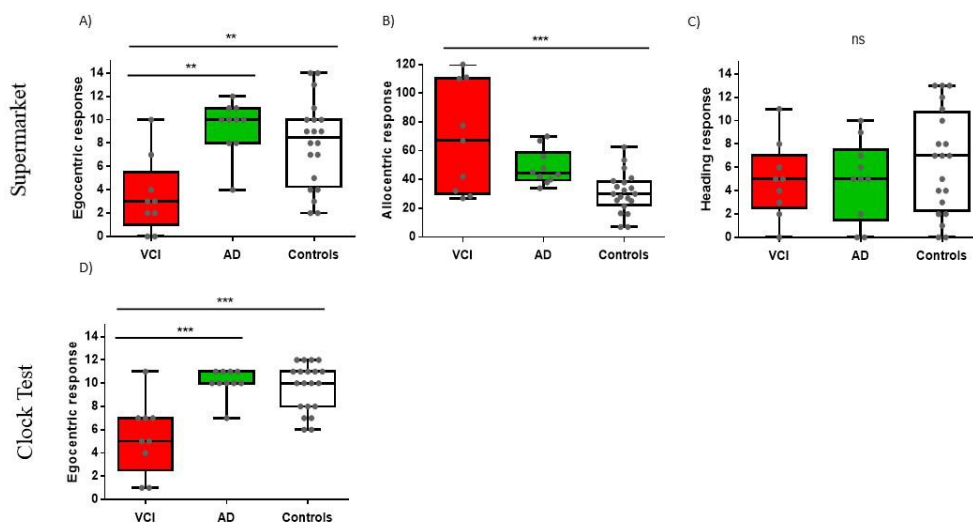 A)
**
**
Supermarket
Egocentric response
14
12
10
8
6
4
2
0
VCI AD Controls
B)
***
Allocentric response
120
100
80
60
40
20
0
VCI AD Controls
C)
ns
Heading response
14
12
10
8
6
4
2
0
VCI AD Controls
D)
***
***
Clock Test
Egocentric response
14
12
10
8
6
4
2
0
VCI AD Controls